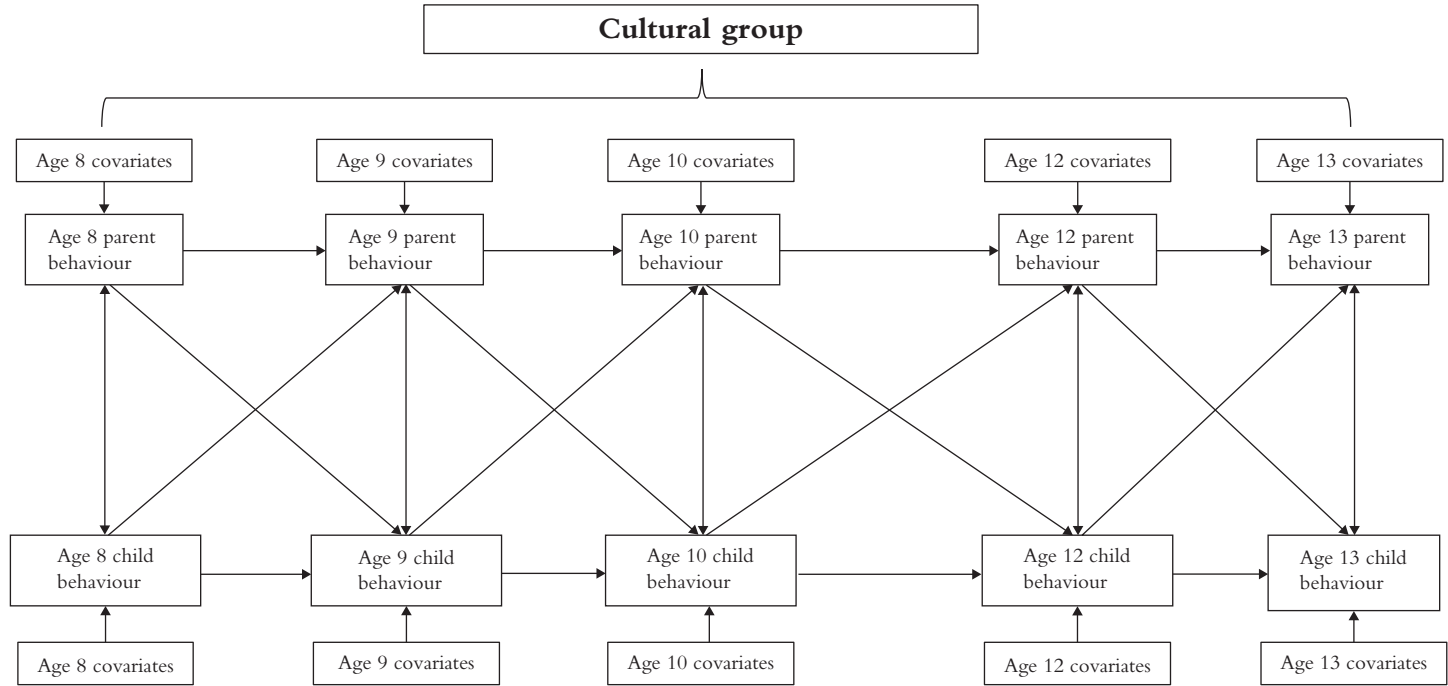 Cultural group
Age 8 covariates
Age 9 covariates
Age 10 covariates
Age 12 covariates
Age 13 covariates
Age 8 parent
behaviour
Age 9 parent
behaviour
Age 10 parent
behaviour
Age 12 parent
behaviour
Age 13 parent
behaviour
Age 8 child
behaviour
Age 9 child
behaviour
Age 10 child
behaviour
Age 12 child
behaviour
Age 13 child
behaviour
Age 8 covariates
Age 9 covariates
Age 10 covariates
Age 12 covariates
Age 13 covariates